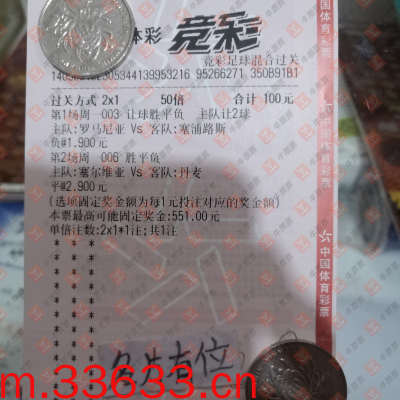 体彩 竞彩
竞彩足球混合过关
95266271 350B91B1
过关方式 2x1 50倍 合计 100元
第1场周 003 让球胜平负 主队让2球
主队:罗马尼亚 Vs 客队:塞浦路斯
负@1.900元
第2场周 006 胜平负
主队:塞尔维亚 Vs 客队:丹麦
平@2.900元
(选项固定奖金额为每1元投注对应的奖金额)
本票最高可能固定奖金:551.00元
单倍注数:2x1*1注;共1注
中国体育彩票
m.33633.cn